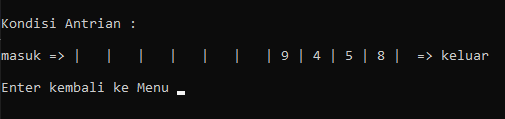 Kondisi Antrian :
masuk => |   |   |   |   |   |   | 9 | 4 | 5 | 8 |  => keluar
Enter kembali ke Menu